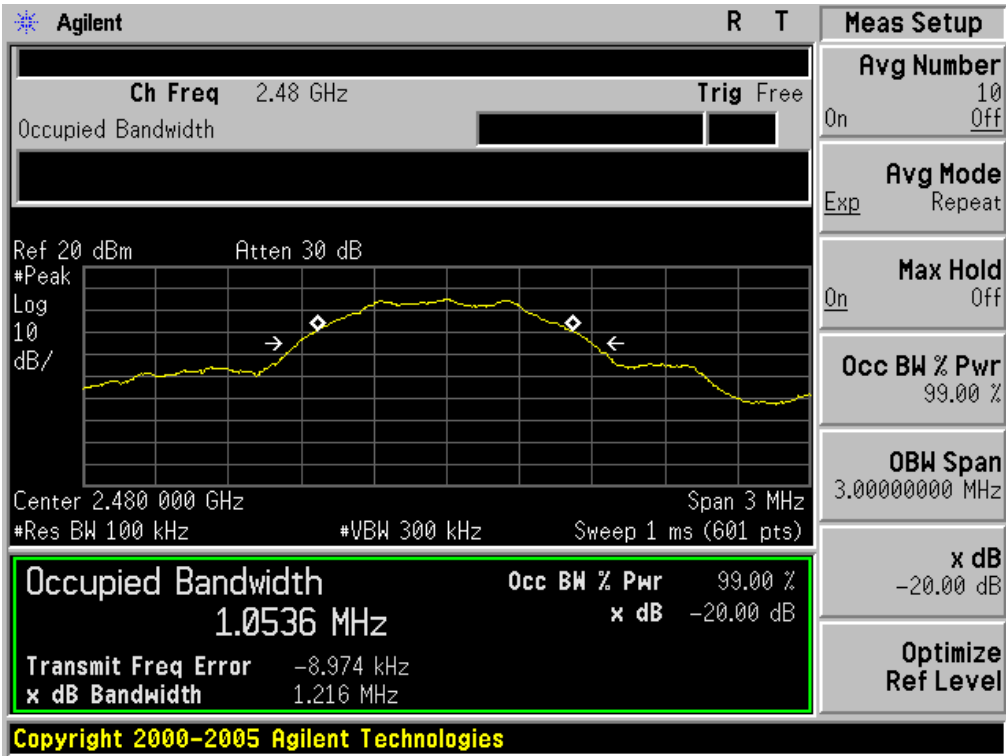 Agilent R T
Ch Freq 2.48 GHz Trig Free
Occupied Bandwidth
Ref 20 dBm Atten 30 dB
#Peak
Log
10
dB/
Center 2.480 000 GHz Span 3 MHz
#Res BW 100 kHz #VBW 300 kHz Sweep 1 ms (601 pts)
Occupied Bandwidth Occ BW % Pwr 99.00 %
1.0536 MHz x dB -20.00 dB
Transmit Freq Error -8.974 kHz
x dB Bandwidth 1.216 MHz
Copyright 2000-2005 Agilent Technologies
Meas Setup
Avg Number
10
On Off
Avg Mode
Exp Repeat
Max Hold
On Off
Occ BW % Pwr
99.00 %
OBW Span
3.00000000 MHz
x dB
-20.00 dB
Optimize
Ref Level